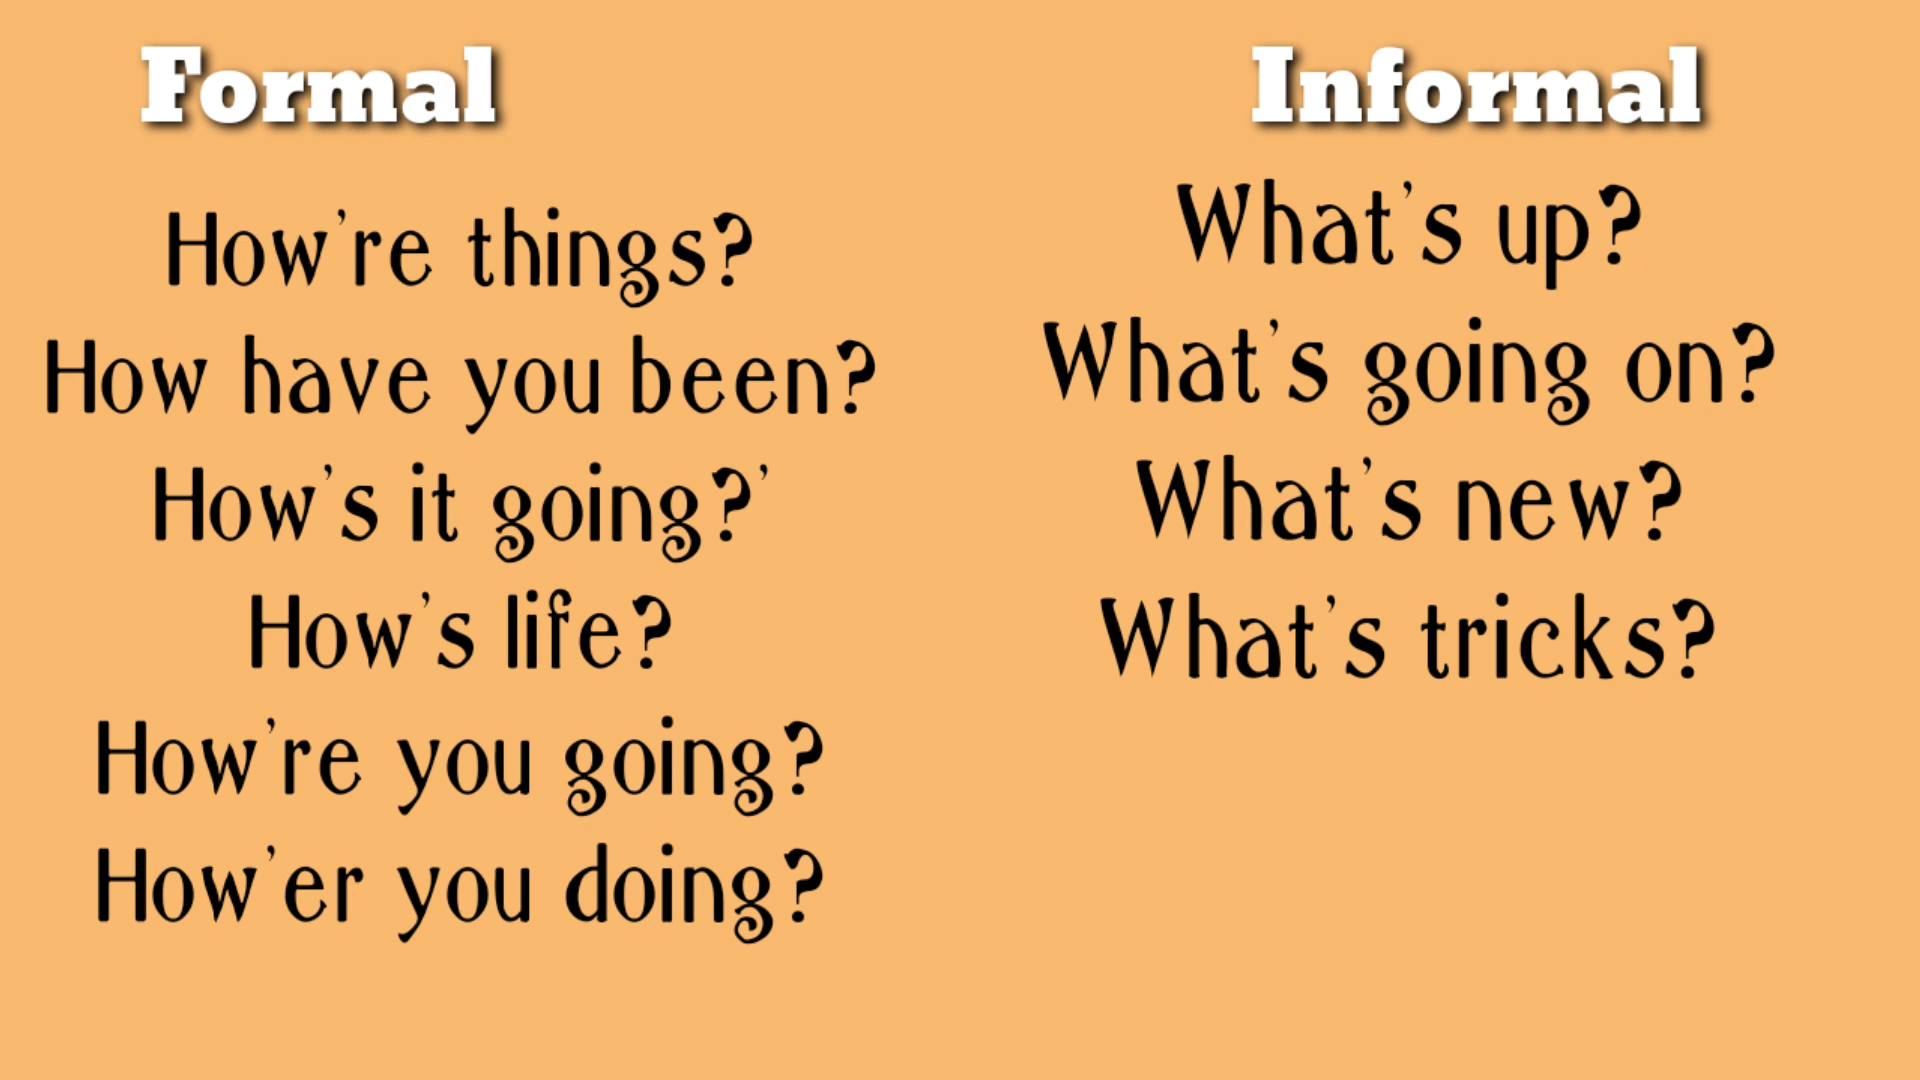 Formal
How're things?
How have you been?
How's it going?'
How's life?
How're you going?
How'er you doing?
Informal
What's up?
What's going on?
What's new?
What's tricks?